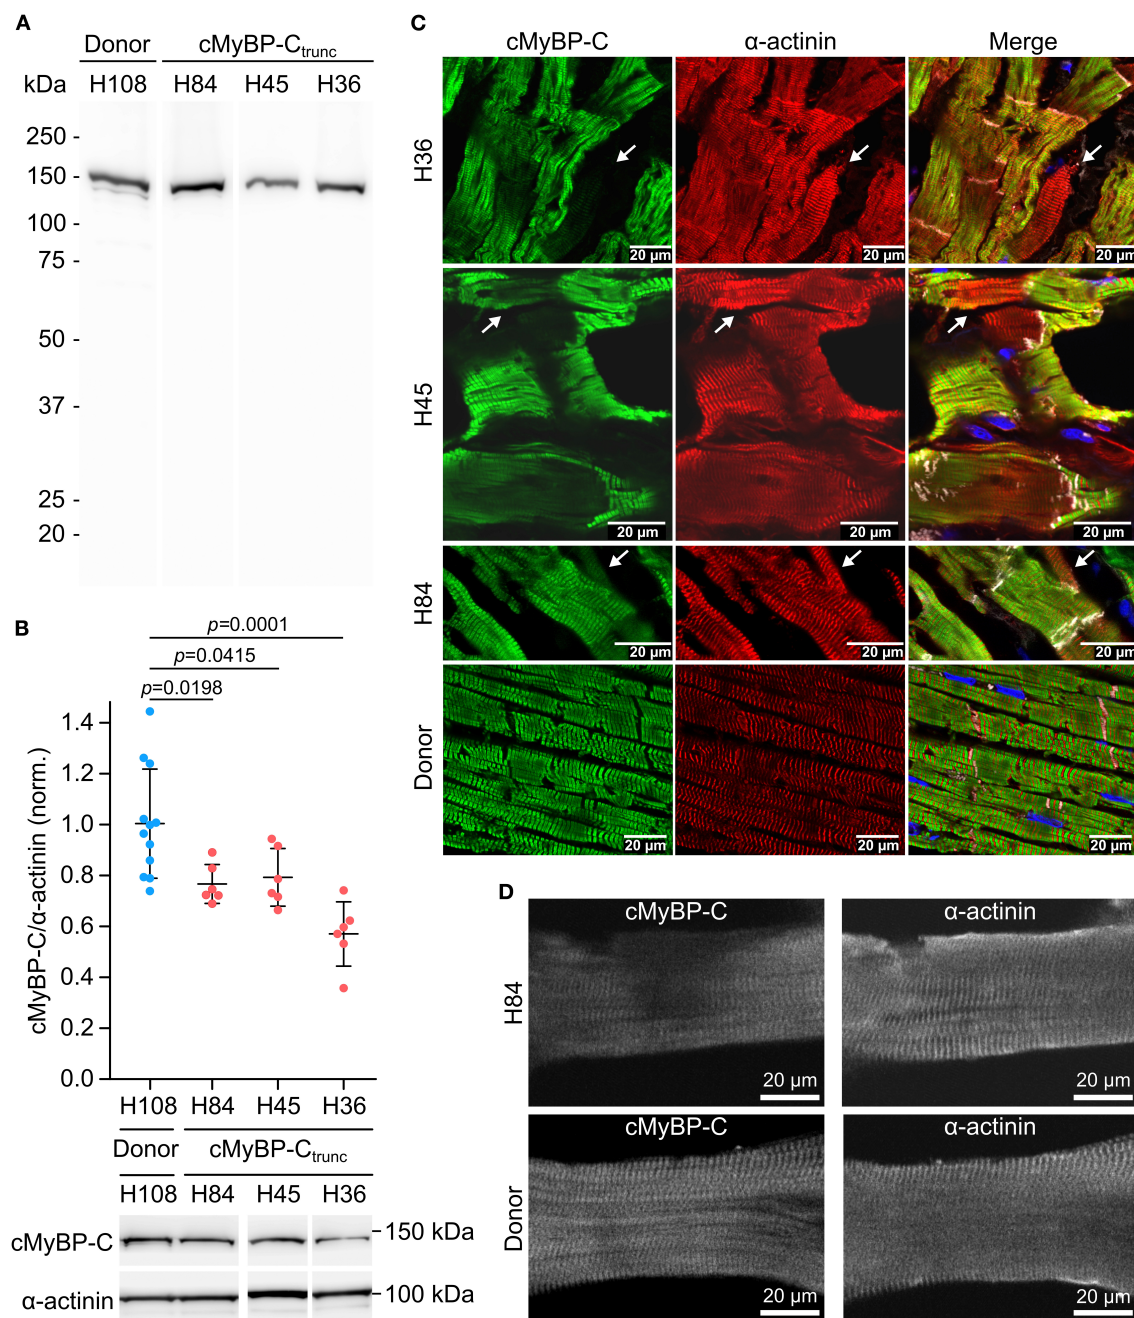 A
Donor cMyBP-Ctrunc
kDa H108 H84 H45 H36
250 -
150 -
100 -
75 -
50 -
37 -
25 -
20 -
B
p=0.0001
p=0.0415
p=0.0198
cMyBP-C/α-actinin (norm.)
1.4
1.2
1.0
0.8
0.6
0.4
0.2
0.0
H108 H84 H45 H36
Donor cMyBP-Ctrunc
H108 H84 H45 H36
cMyBP-C -150 kDa
α-actinin -100 kDa
C
cMyBP-C α-actinin Merge
H36
20 µm 20 µm 20 µm
H45
20 µm 20 µm 20 µm
H84
20 µm 20 µm 20 µm
Donor
20 µm 20 µm 20 µm
D
cMyBP-C α-actinin
H84
20 µm 20 µm
cMyBP-C α-actinin
Donor
20 µm 20 µm